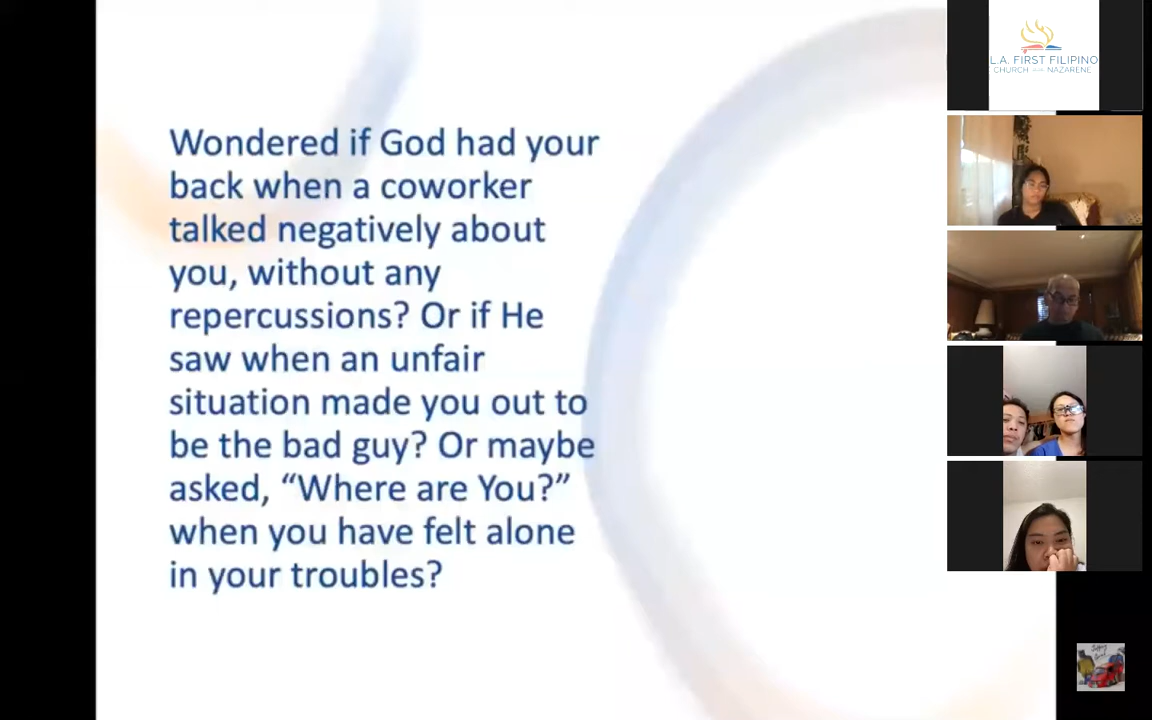 Wondered if God had your
back when a coworker
talked negatively about
you, without any
repercussions? Or if He
saw when an unfair
situation made you out to
be the bad guy? Or maybe
asked, “Where are You?”
when you have felt alone
in your troubles?
L.A. FIRST FILIPINO
CHURCH OF THE NAZARENE